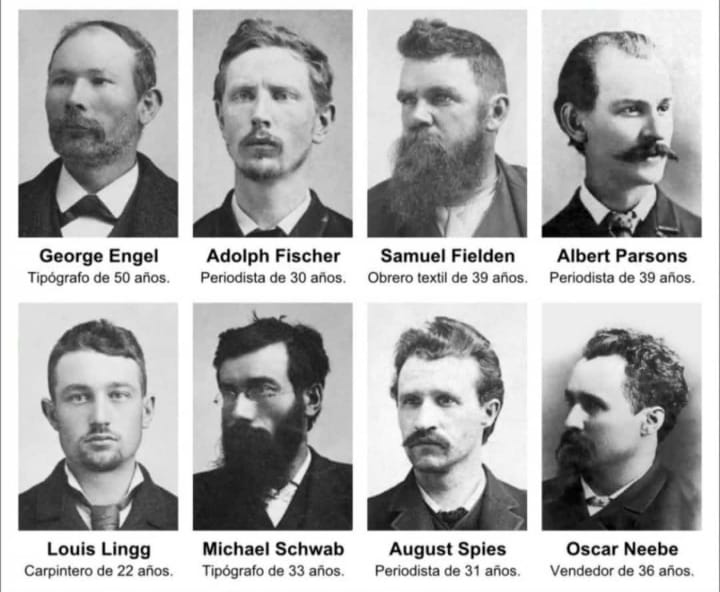 George Engel
Tipógrafo de 50 años.
Adolph Fischer
Periodista de 30 años.
Samuel Fielden
Obrero textil de 39 años.
Albert Parsons
Periodista de 39 años.
Louis Lingg
Carpintero de 22 años.
Michael Schwab
Tipógrafo de 33 años.
August Spies
Periodista de 31 años.
Oscar Neebe
Vendedor de 36 años.